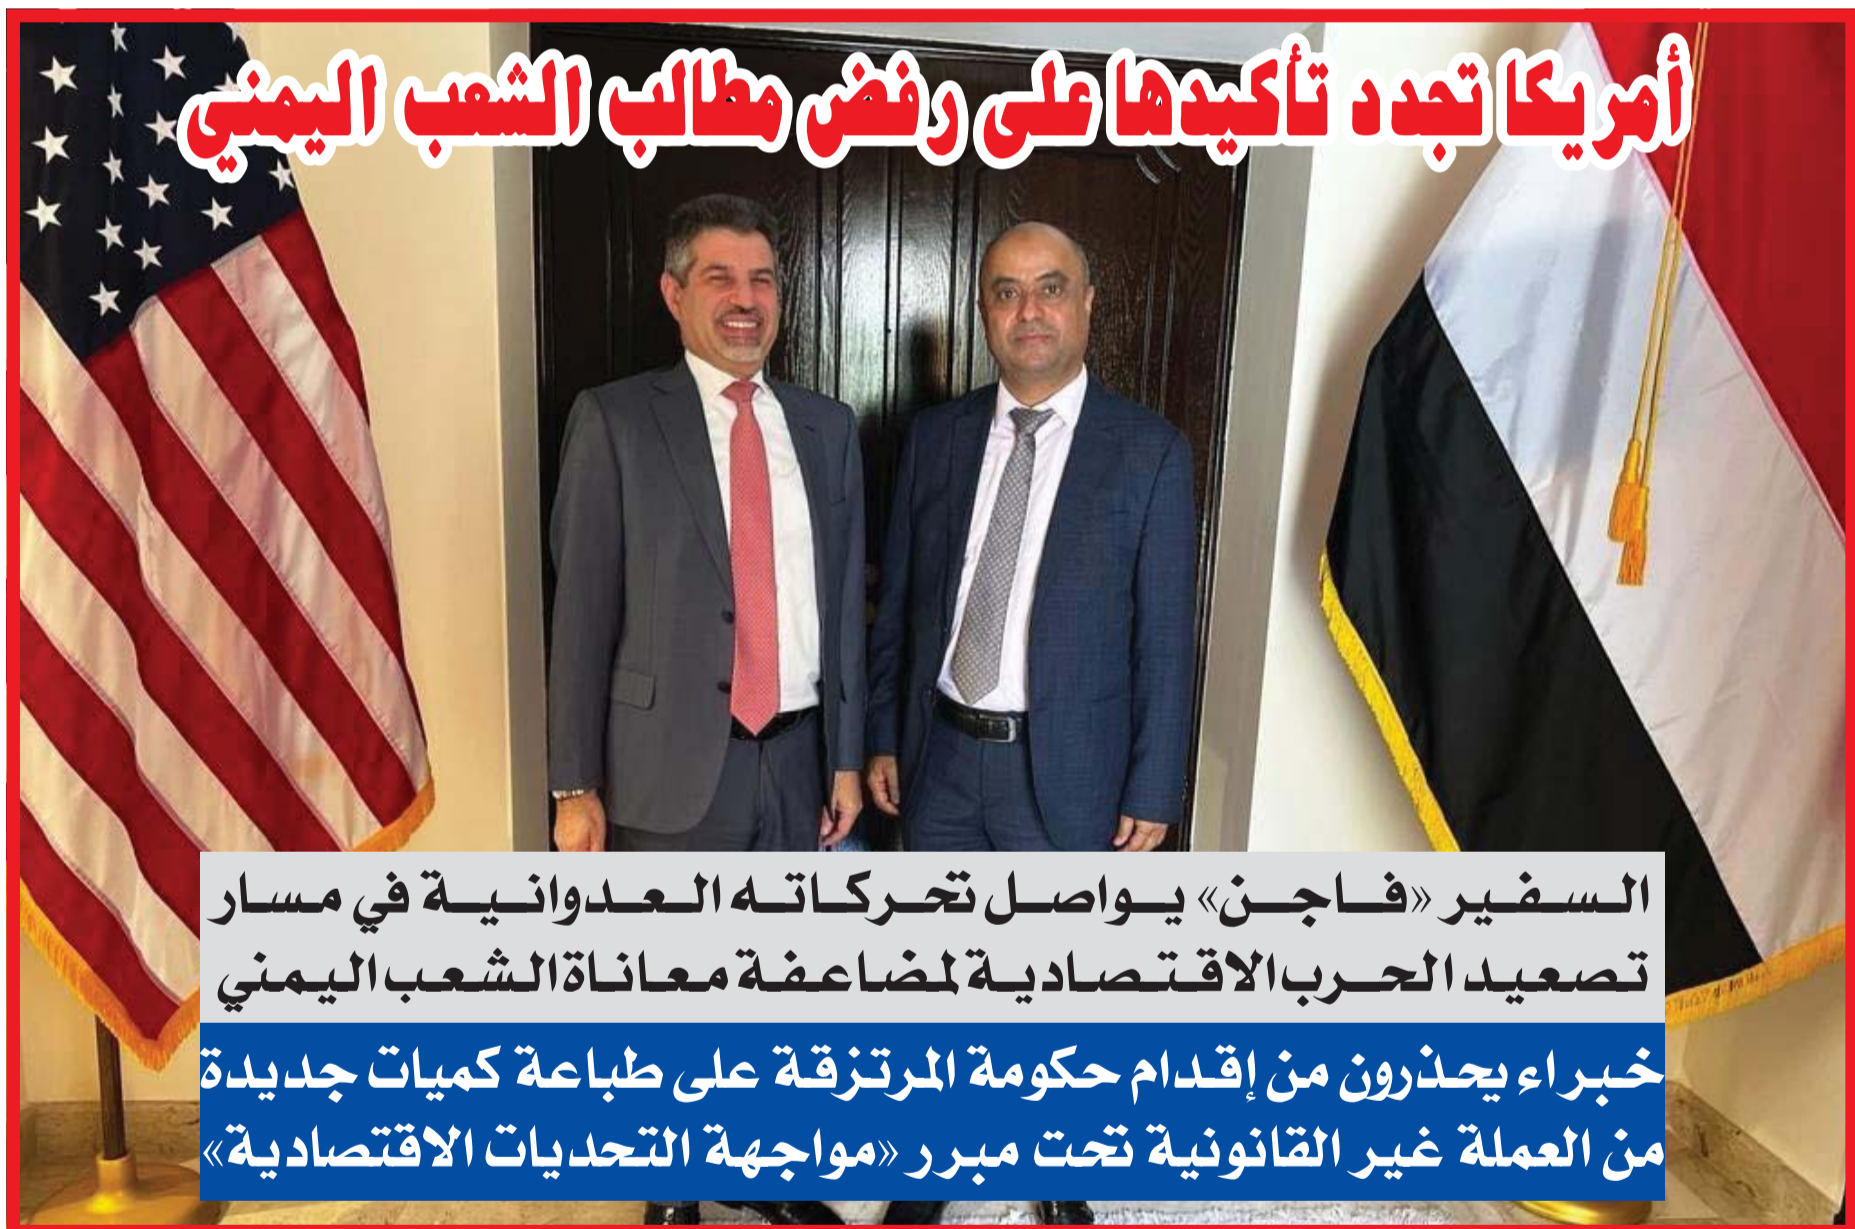 أمريكا تجدد تأكيدها على رفض مطالب الشعب اليمني
السفير «فاجن» يواصل تحركاته العدوانية في مسار
تصعيد الحرب الاقتصادية لمضاعفة معاناة الشعب اليمني
خبراء يحذرون من إقدام حكومة المرتزقة على طباعة كميات جديدة
من العملة غير القانونية تحت مبرر «مواجهة التحديات الاقتصادية»